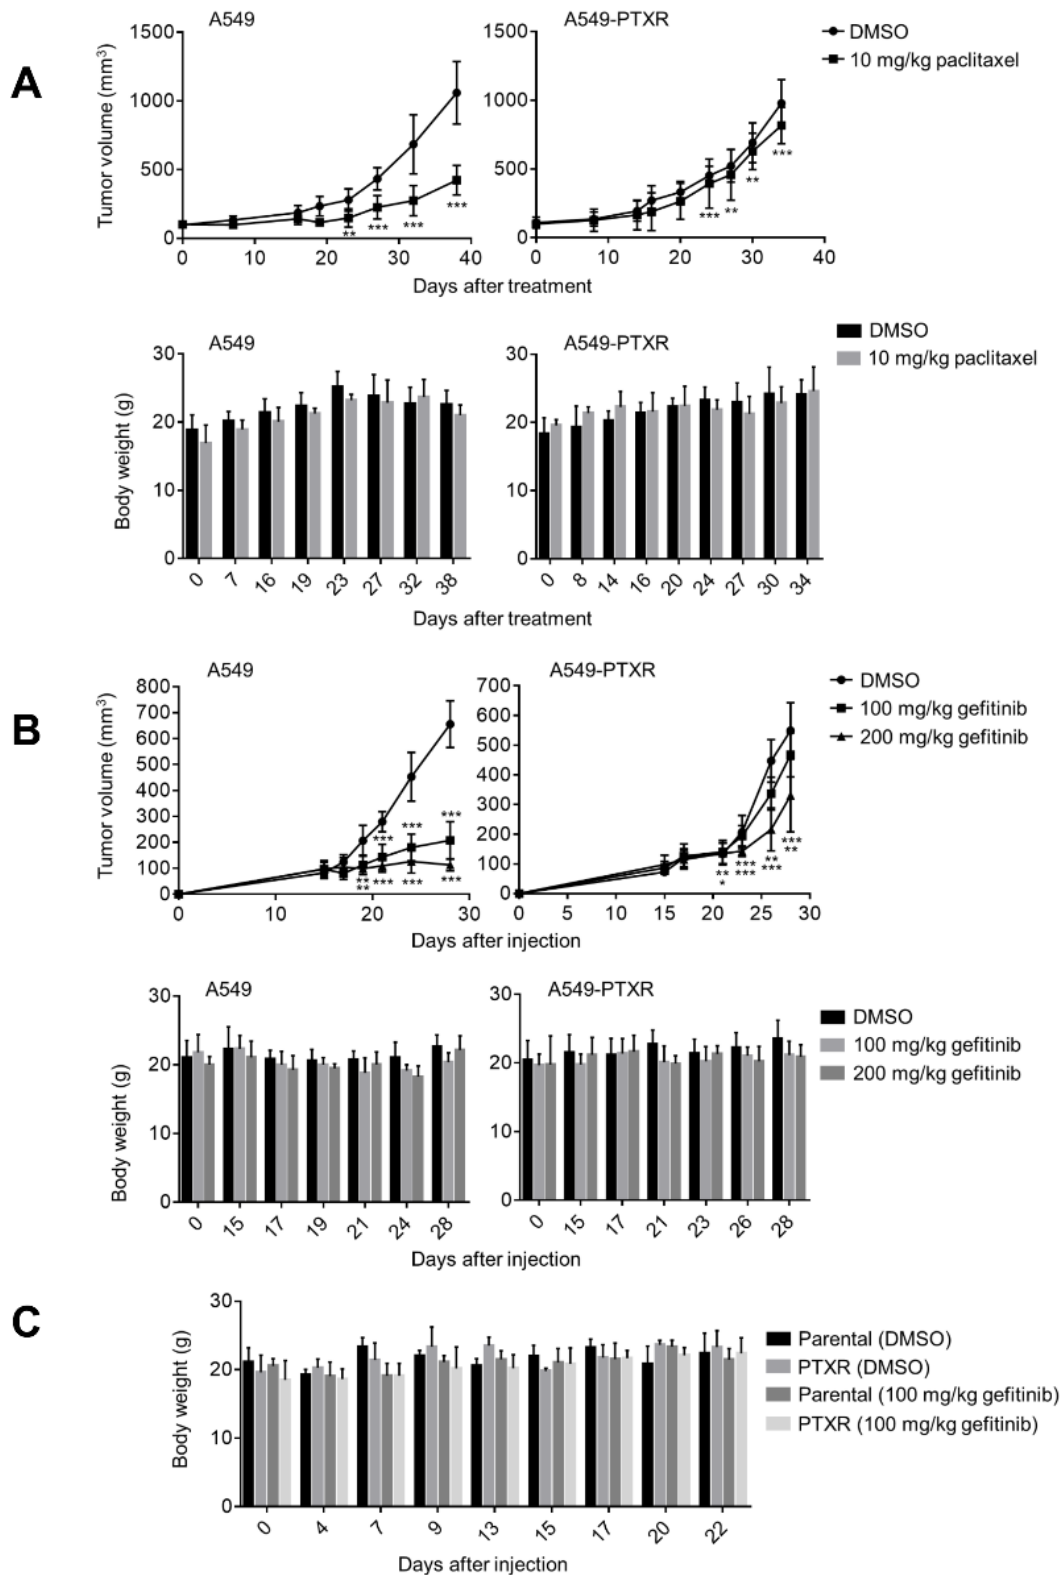 A
A549
A549-PTXR
DMSO
10 mg/kg paclitaxel
Tumor volume (mm³)
1500
1000
500
0
0 10 20 30 40
** *** *** ***
1500
1000
500
0
0 10 20 30 40
*** ** ** ***
Days after treatment
A549
A549-PTXR
DMSO
10 mg/kg paclitaxel
Body weight (g)
30
20
10
0
0 7 16 19 23 27 32 38
30
20
10
0
0 8 14 16 20 24 27 30 34
Days after treatment
B
A549
A549-PTXR
DMSO
100 mg/kg gefitinib
200 mg/kg gefitinib
Tumor volume (mm³)
800
700
600
500
400
300
200
100
0
0 10 20 30
*** *** ***
** *** *** ***
**
700
600
500
400
300
200
100
0
0 5 10 15 20 25 30
** *** ** ***
* *** *** **
Days after injection
A549
A549-PTXR
DMSO
100 mg/kg gefitinib
200 mg/kg gefitinib
Body weight (g)
30
20
10
0
0 15 17 19 21 24 28
30
20
10
0
0 15 17 21 23 26 28
Days after injection
C
Body weight (g)
30
20
10
0
0 4 7 9 13 15 17 20 22
Days after injection
Parental (DMSO)
PTXR (DMSO)
Parental (100 mg/kg gefitinib)
PTXR (100 mg/kg gefitinib)